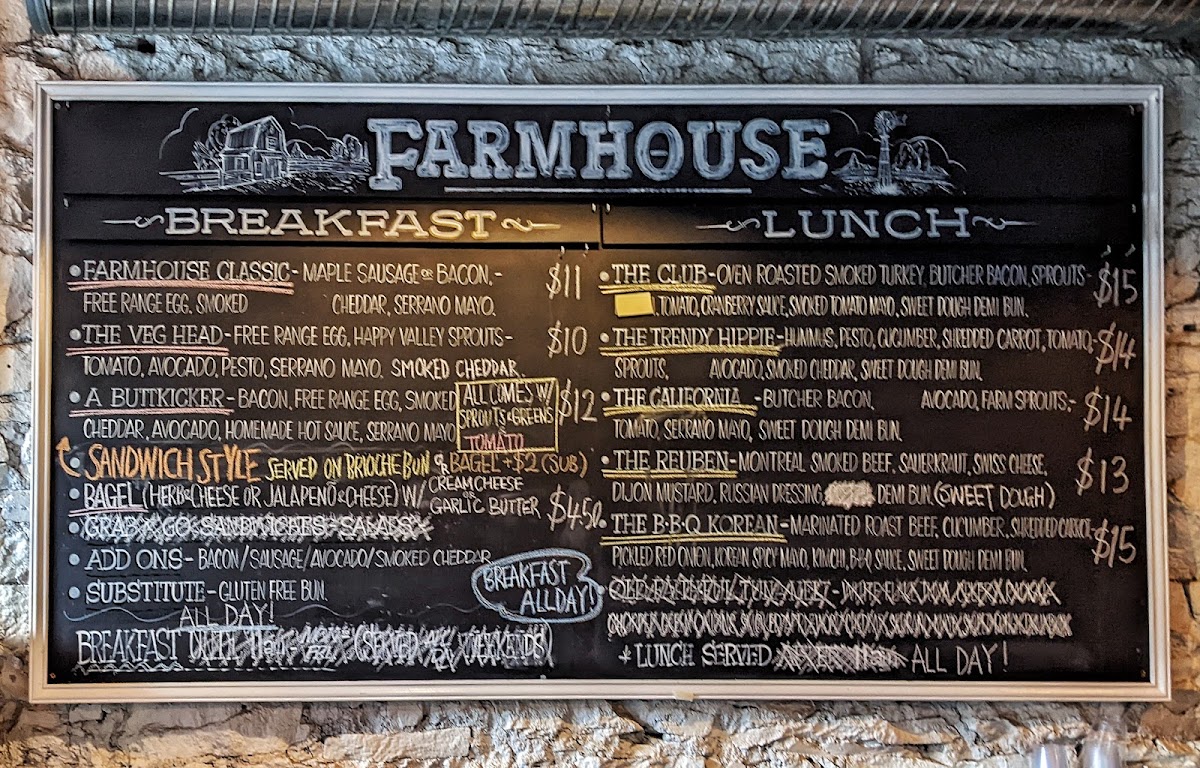 FARMHOUSE
BREAKFAST
•FARMHOUSE CLASSIC- MAPLE SAUSAGE OR BACON,- $11
FREE RANGE EGG, SMOKED CHEDDAR, SERRANO MAYO.
•THE VEG HEAD-FREE RANGE EGG, HAPPY VALLEY SPROUTS- $10
TOMATO, AVOCADO, PESTO, SERRANO MAYO. SMOKED CHEDDAR.
•A BUTTKICKER-BACON, FREE RANGE EGG, SMOKED $12
CHEDDAR, AVOCADO, HOMEMADE HOT SAUCE, SERRANO MAYO
ALL COMES W/
SPROUTS & GREENS
& TOMATO
•SANDWICH STYLE SERVED ON BRIOCHE BUN OR BAGEL +$2 (SUB)
•BAGEL (HERB&CHEESE OR JALAPEÑO&CHEESE) W/ CREAM CHEESE
OR
GARLIC BUTTER $4.50
•GRAB & GO SANDWICHES - SALADS
•ADD ONS- BACON/SAUSAGE/AVOCADO/SMOKED CHEDDAR
•SUBSTITUTE-GLUTEN FREE BUN.
BREAKFAST
ALL DAY!
ALL DAY!
BREAKFAST UNTIL 11am
LUNCH
•THE CLUB-OVEN ROASTED SMOKED TURKEY, BUTCHER BACON, SPROUTS- $15
, TOMATO, CRANBERRY SAUCE, SMOKED TOMATO MAYO, SWEET DOUGH DEMI BUN.
•THE TRENDY HIPPIE-HUMMUS, PESTO, CUCUMBER, SHREDDED CARROT, TOMATO,- $14
SPROUTS, AVOCADO, SMOKED CHEDDAR, SWEET DOUGH DEMI BUN.
•THE CALIFORNIA -BUTCHER BACON, AVOCADO, FARM SPROUTS,- $14
TOMATO, SERRANO MAYO, SWEET DOUGH DEMI BUN.
•THE REUBEN-MONTREAL SMOKED BEEF, SAUERKRAUT, SWISS CHEESE, $13
DIJON MUSTARD, RUSSIAN DRESSING, DEMI BUN (SWEET DOUGH)
•THE B·B·Q KOREAN-MARINATED ROAST BEEF, CUCUMBER, SHREDDED CARROT, $15
PICKLED RED ONION, KOREAN SPICY MAYO, KIMCHI, B·B·Q SAUCE, SWEET DOUGH DEMI BUN.
+ LUNCH SERVED ALL DAY!